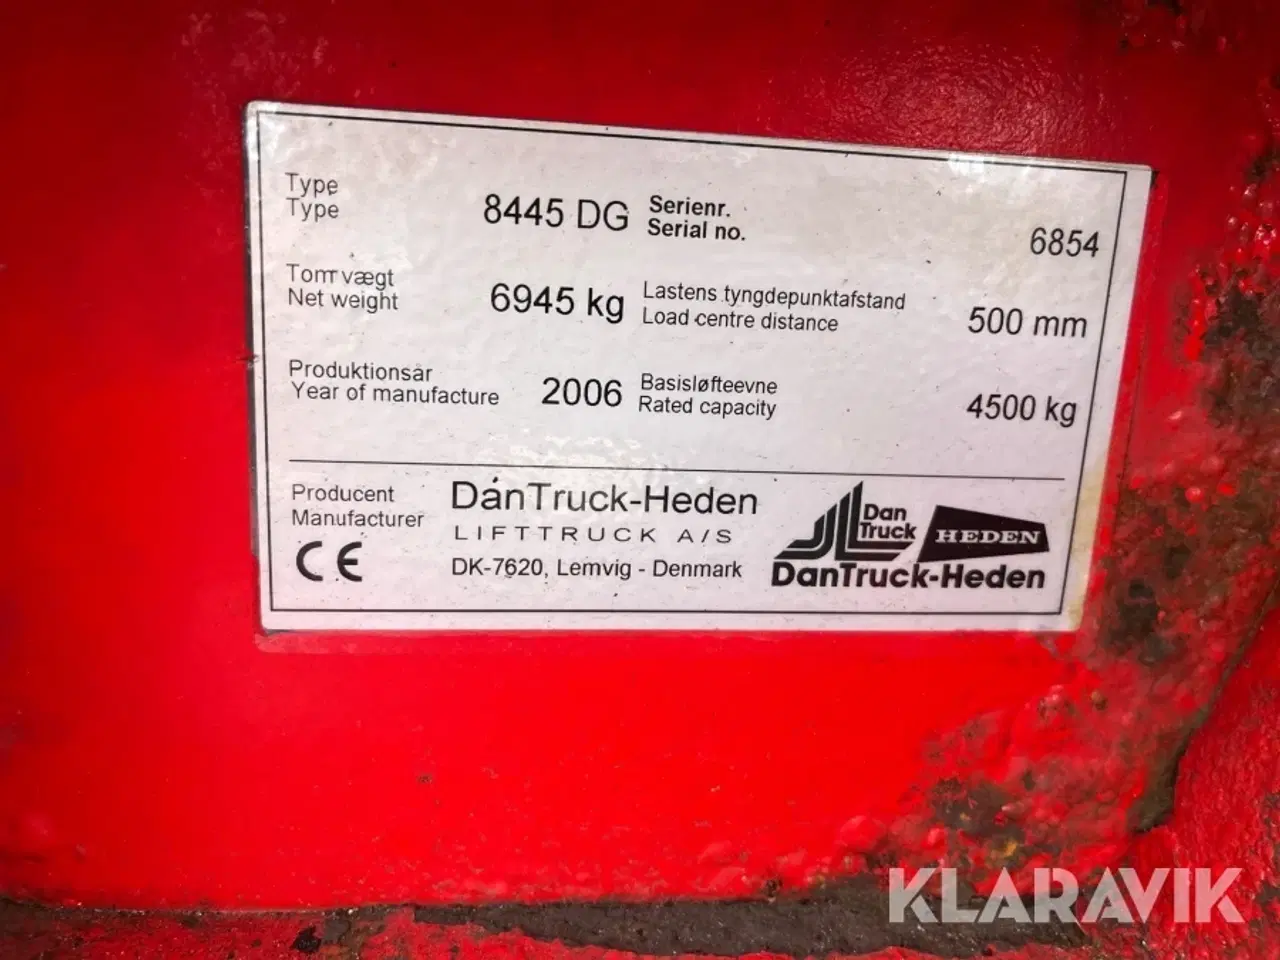 Type
Type
8445 DG
Serienr.
Serial no.
6854
Tom vægt
Net weight
6945 kg
Lastens tyngdepunktafstand
Load centre distance
500 mm
Produktionsår
Year of manufacture
2006
Basisløfteevne
Rated capacity
4500 kg
Producent
Manufacturer
DanTruck-Heden
LIFTTRUCK A/S
DK-7620, Lemvig - Denmark
CE
Dan
Truck
HEDEN
DanTruck-Heden
KLARAVIK